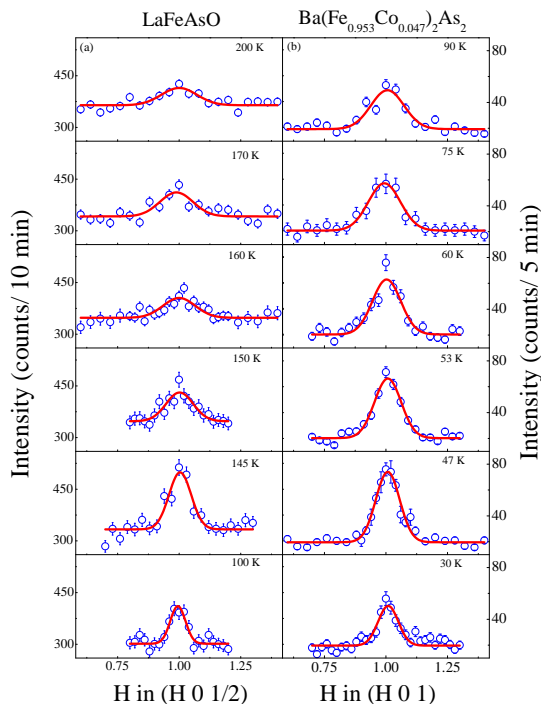 LaFeAsO
Ba(Fe0.953Co0.047)2As2
(a)
200 K
(b)
90 K
450
300
80
40
170 K
75 K
450
300
80
40
160 K
60 K
450
300
80
40
150 K
53 K
450
300
80
40
145 K
47 K
450
300
80
40
100 K
30 K
450
300
80
40
0.75
1.00
1.25
0.75
1.00
1.25
H in (H 0 1/2)
H in (H 0 1)
Intensity (counts/ 10 min)
Intensity (counts/ 5 min)